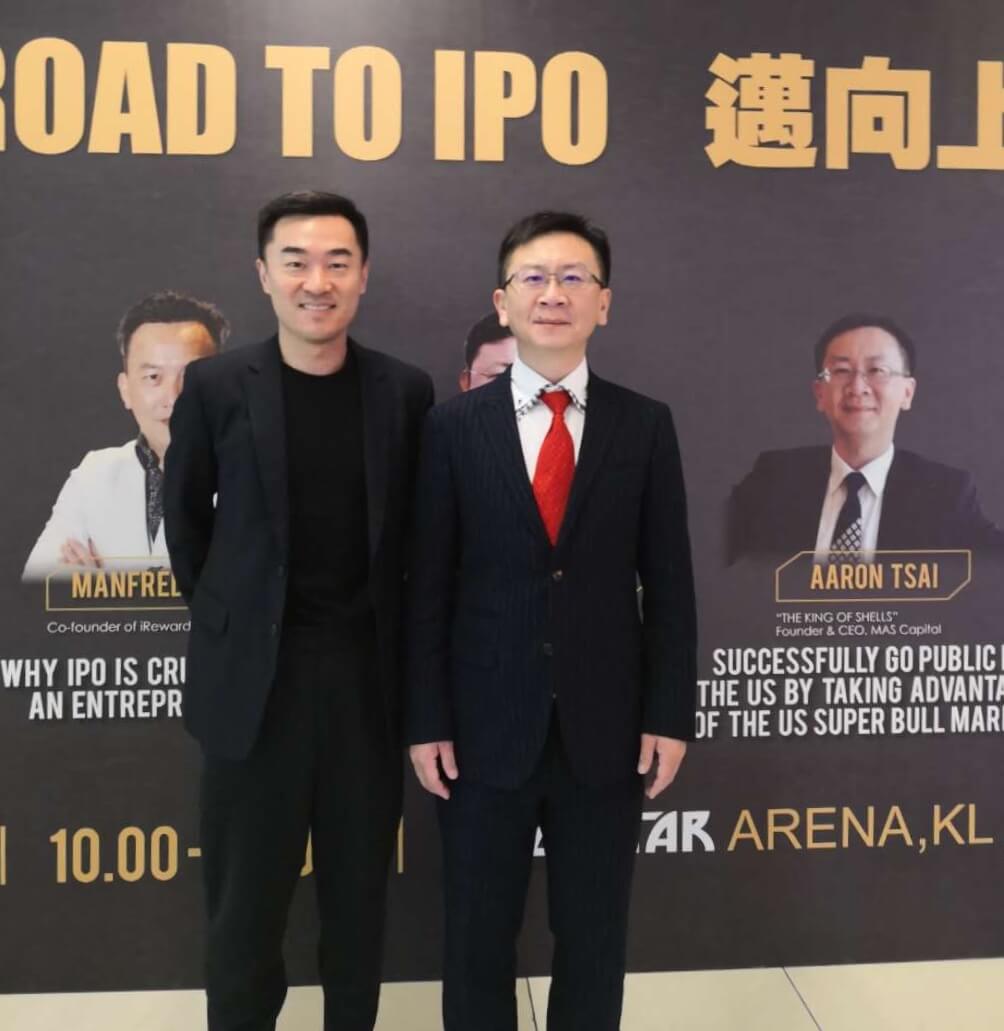 ROAD TO IPO 邁向上
MANFRED
Co-founder of iReward
WHY IPO IS CRU
AN ENTREPR
AARON TSAI
"THE KING OF SHELLS"
Founder & CEO, MAS Capital
SUCCESSFULLY GO PUBLIC I
THE US BY TAKING ADVANTA
OF THE US SUPER BULL MARK
10.00-
TAR ARENA,KL